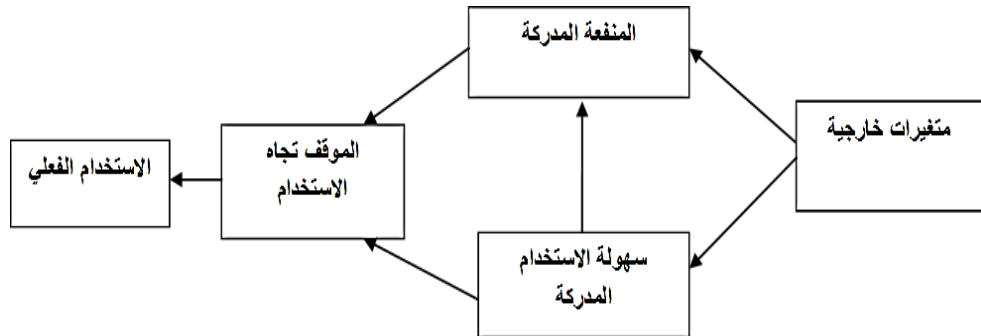 المنفعة المدركة
متغيرات خارجية
الموقف تجاه
الاستخدام
الاستخدام الفعلي
سهولة الاستخدام
المدركة